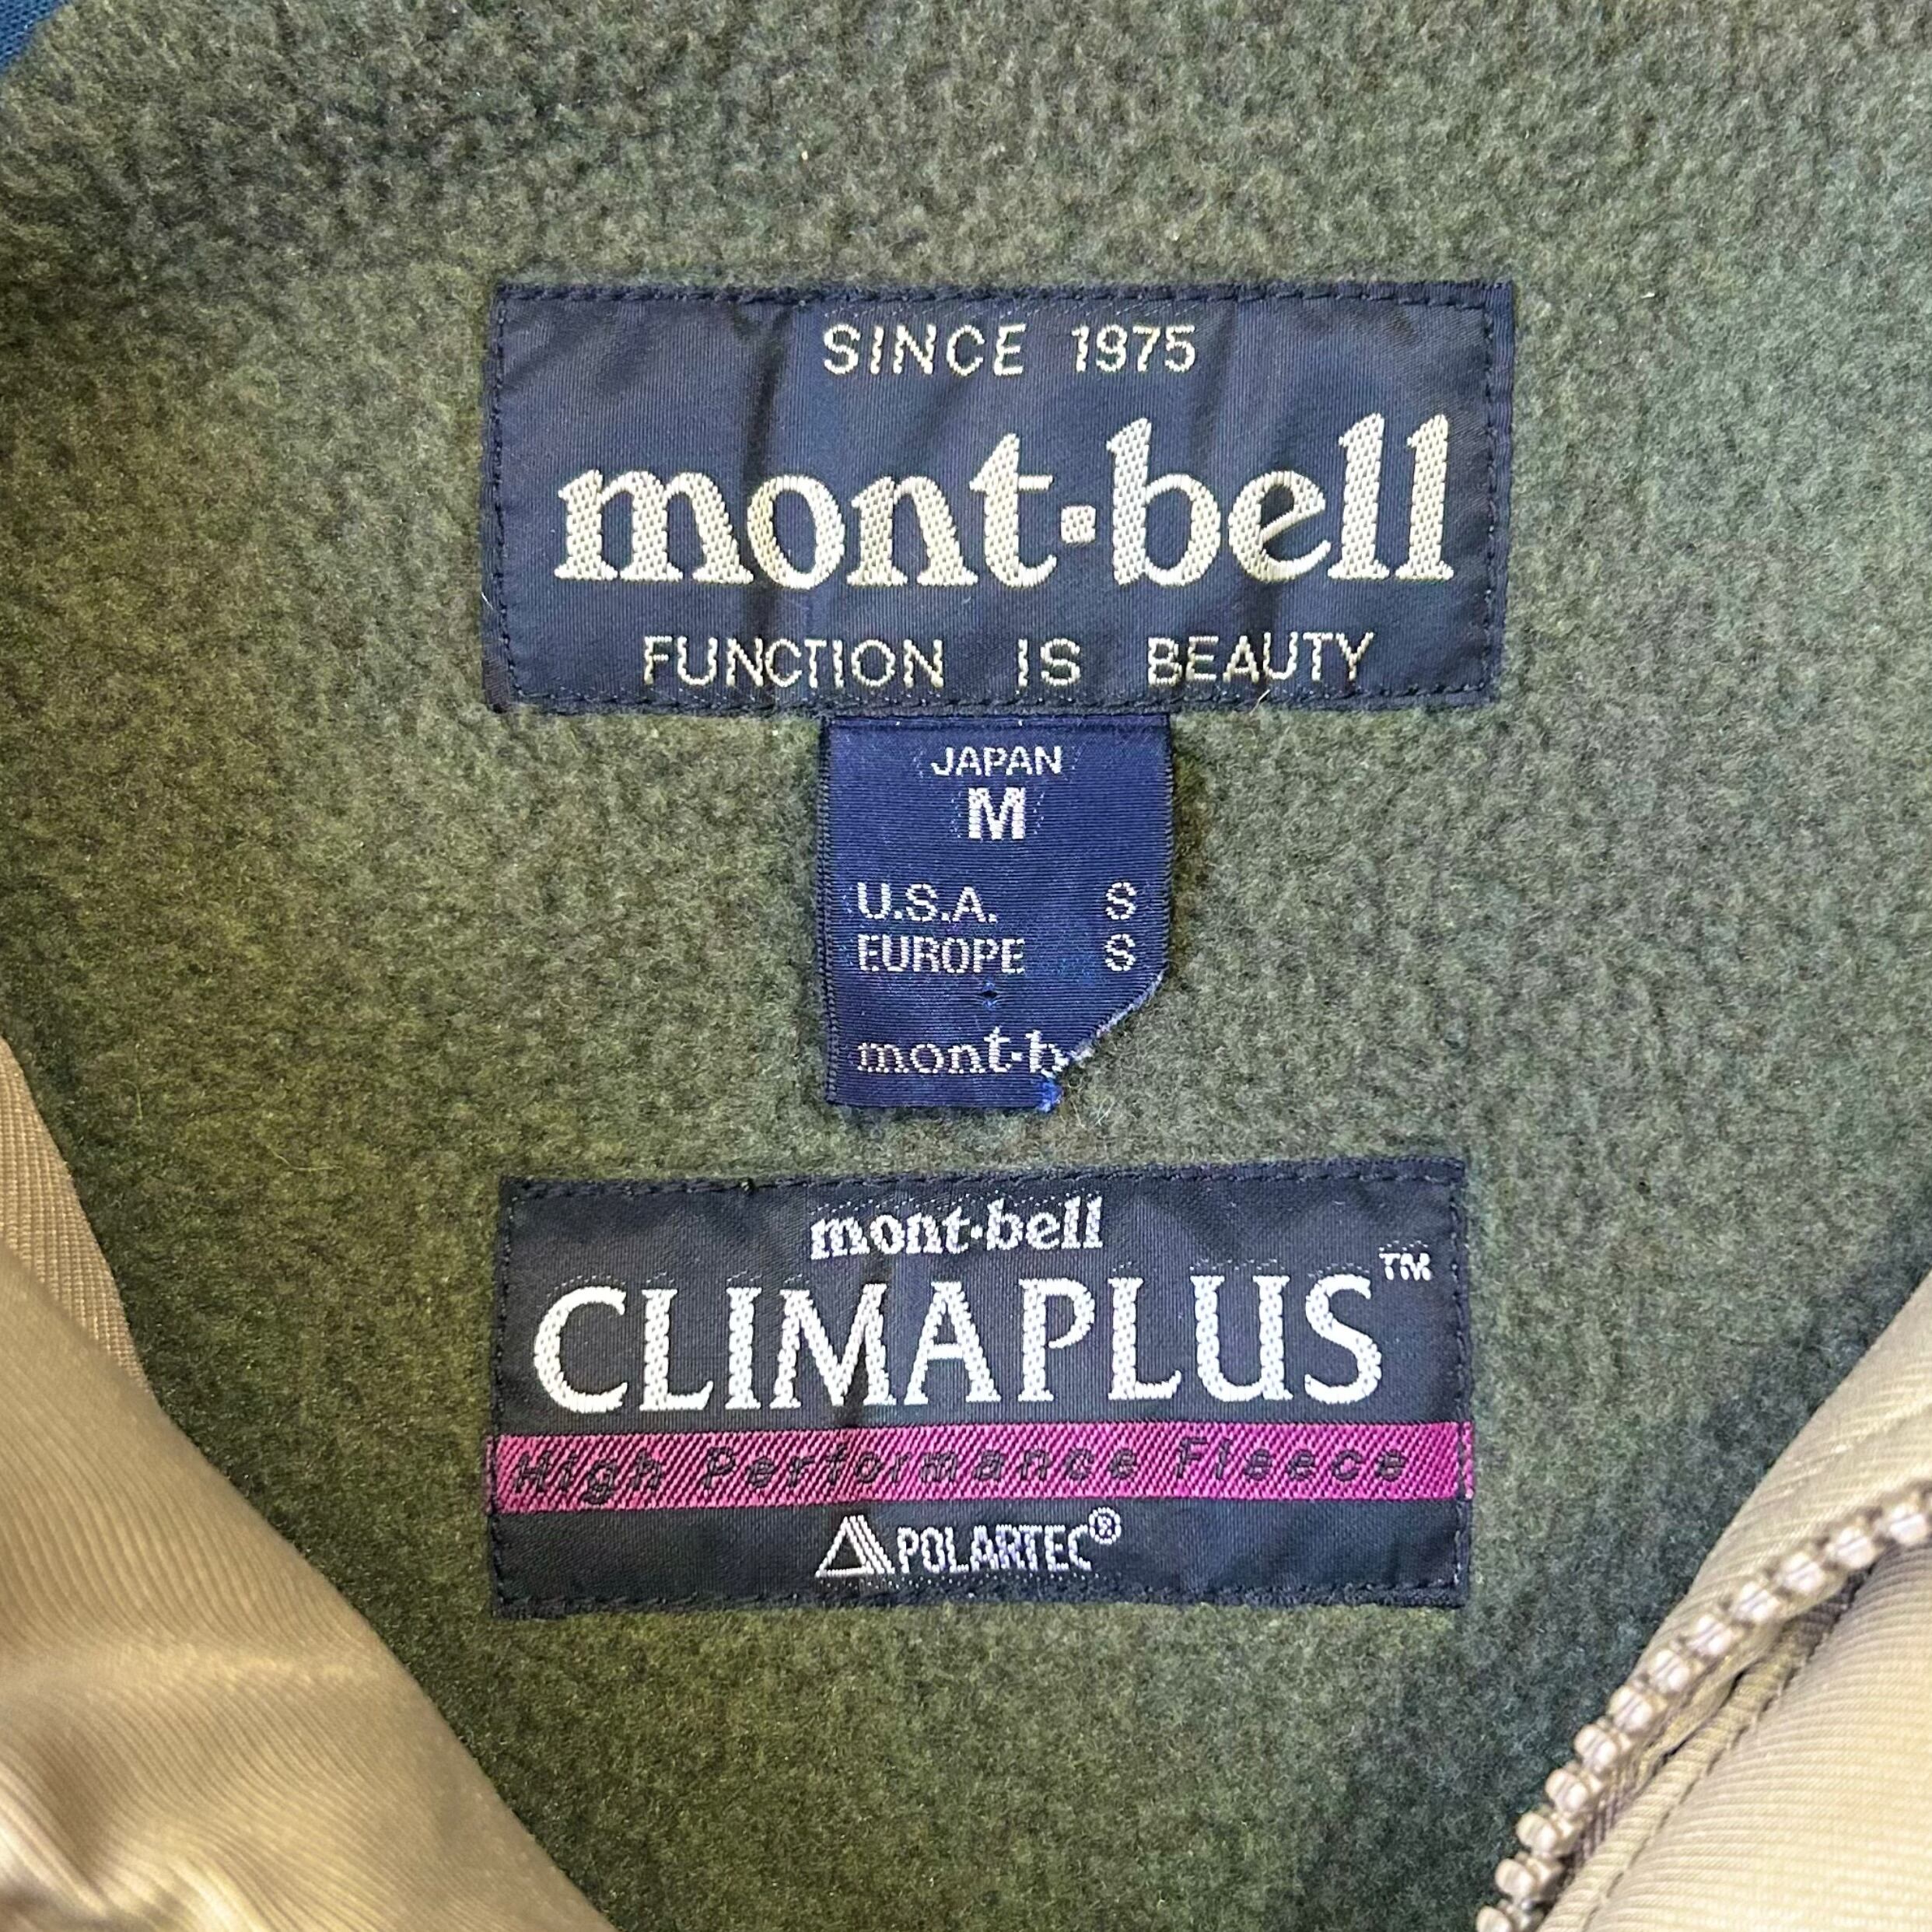 SINCE 1975
mont·bell
FUNCTION IS BEAUTY
JAPAN
M
U.S.A. S
EUROPE S
mont·b
mont·bell
CLIMAPLUS™
High Performance Fleece
POLARTEC®